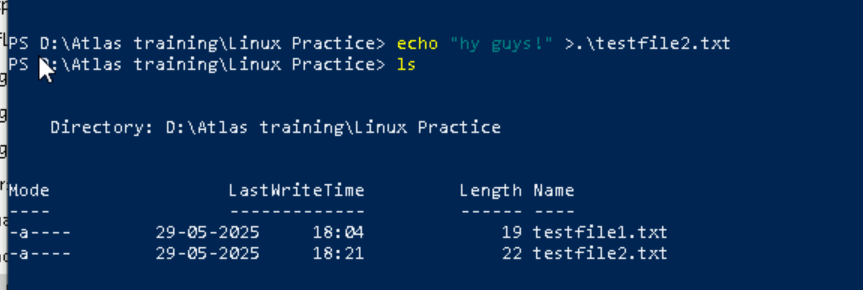 PS D:\Atlas training\Linux Practice> echo "hy guys!" >.\testfile2.txt
PS D:\Atlas training\Linux Practice> ls
Directory: D:\Atlas training\Linux Practice
Mode                 LastWriteTime         Length Name
----                 -------------         ------ ----
-a----        29-05-2025     18:04             19 testfile1.txt
-a----        29-05-2025     18:21             22 testfile2.txt